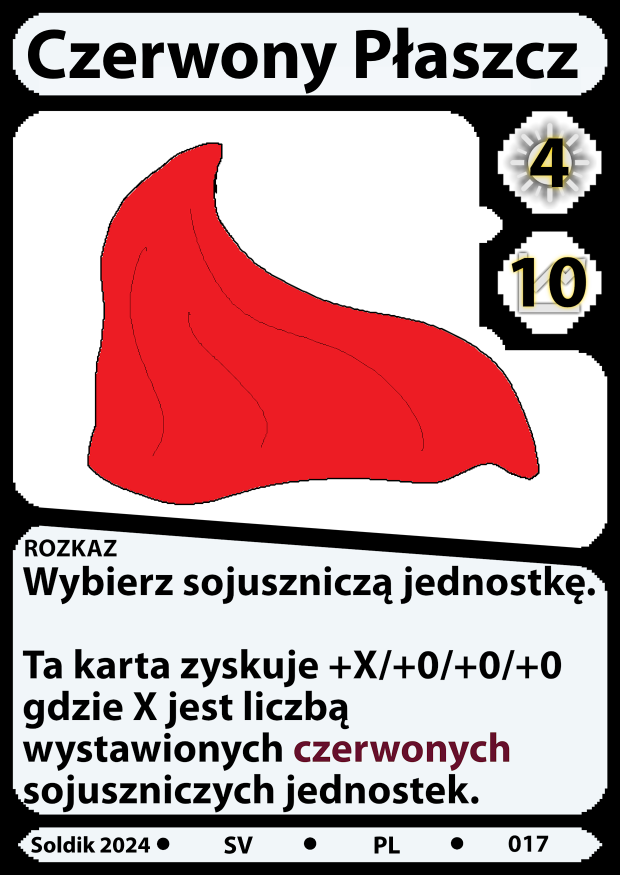 Czerwony Płaszcz
4
10
ROZKAZ
Wybierz sojuszniczą jednostkę.
Ta karta zyskuje +X/+0/+0/+0
gdzie X jest liczbą
wystawionych czerwonych
sojuszniczych jednostek.
Soldik 2024 • SV • PL • 017